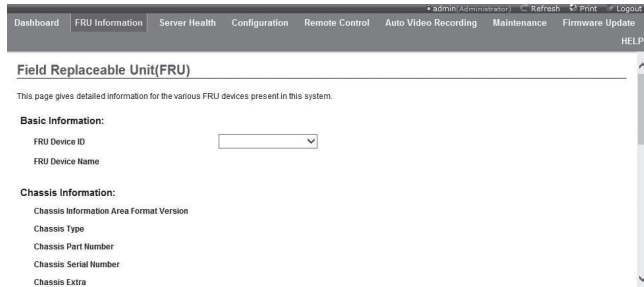 admin(Administrator) Refresh Print Logout
Dashboard FRU Information Server Health Configuration Remote Control Auto Video Recording Maintenance Firmware Update
HELP
Field Replaceable Unit(FRU)
This page gives detailed information for the various FRU devices present in this system.
Basic Information:
FRU Device ID
FRU Device Name
Chassis Information:
Chassis Information Area Format Version
Chassis Type
Chassis Part Number
Chassis Serial Number
Chassis Extra